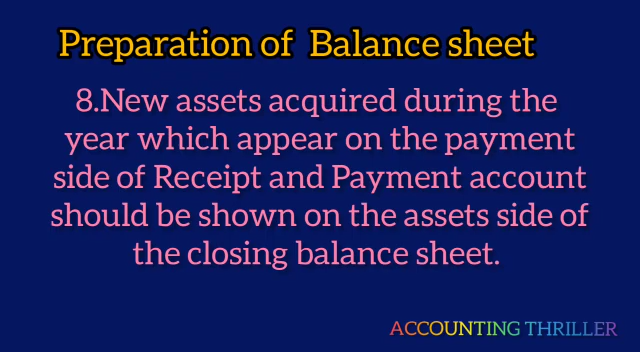 Preparation of Balance sheet
8.New assets acquired during the
year which appear on the payment
side of Receipt and Payment account
should be shown on the assets side of
the closing balance sheet.
ACCOUNTING THRILLER